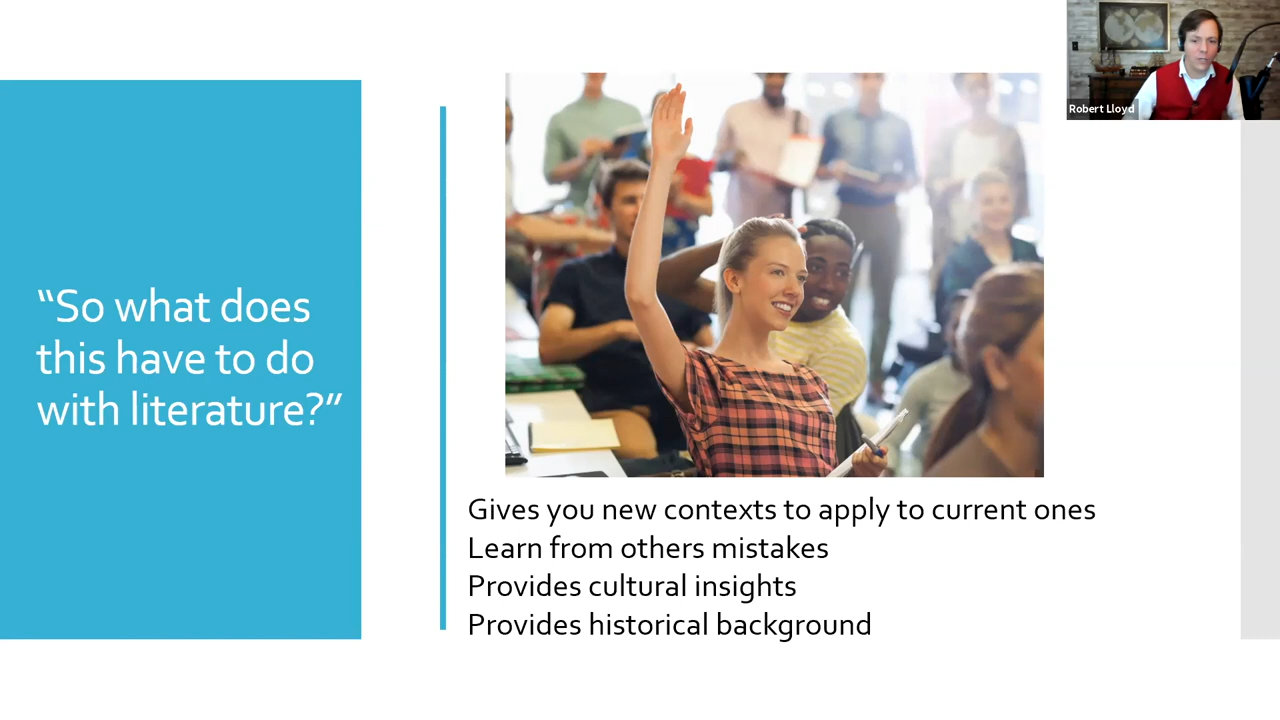 “So what does
this have to do
with literature?”
Gives you new contexts to apply to current ones
Learn from others mistakes
Provides cultural insights
Provides historical background
Robert Lloyd